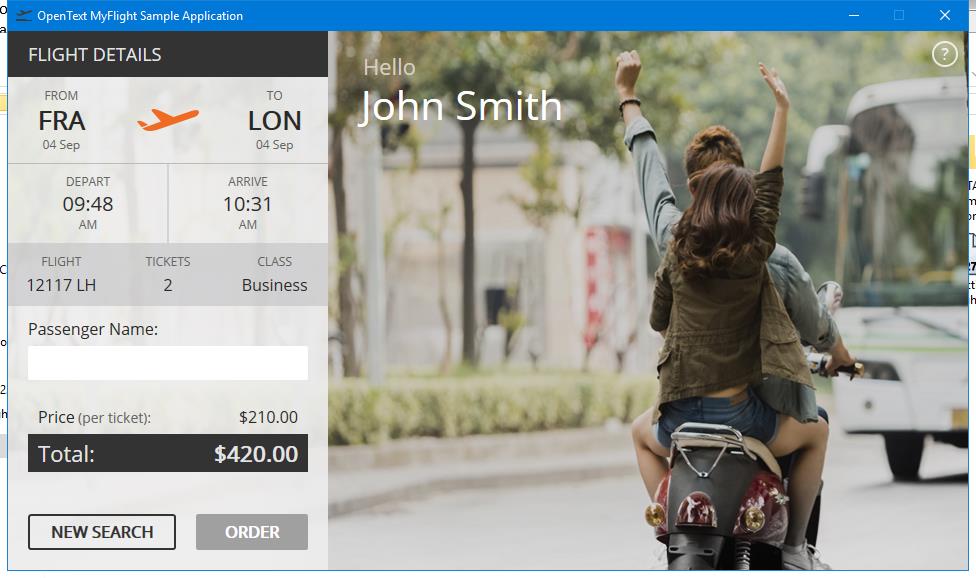 OpenText MyFlight Sample Application
FLIGHT DETAILS
FROM
TO
FRA
LON
04 Sep
04 Sep
DEPART
ARRIVE
09:48
10:31
AM
AM
FLIGHT
TICKETS
CLASS
12117 LH
2
Business
Passenger Name:
Price (per ticket):
$210.00
Total:
$420.00
NEW SEARCH
ORDER
Hello
John Smith
?